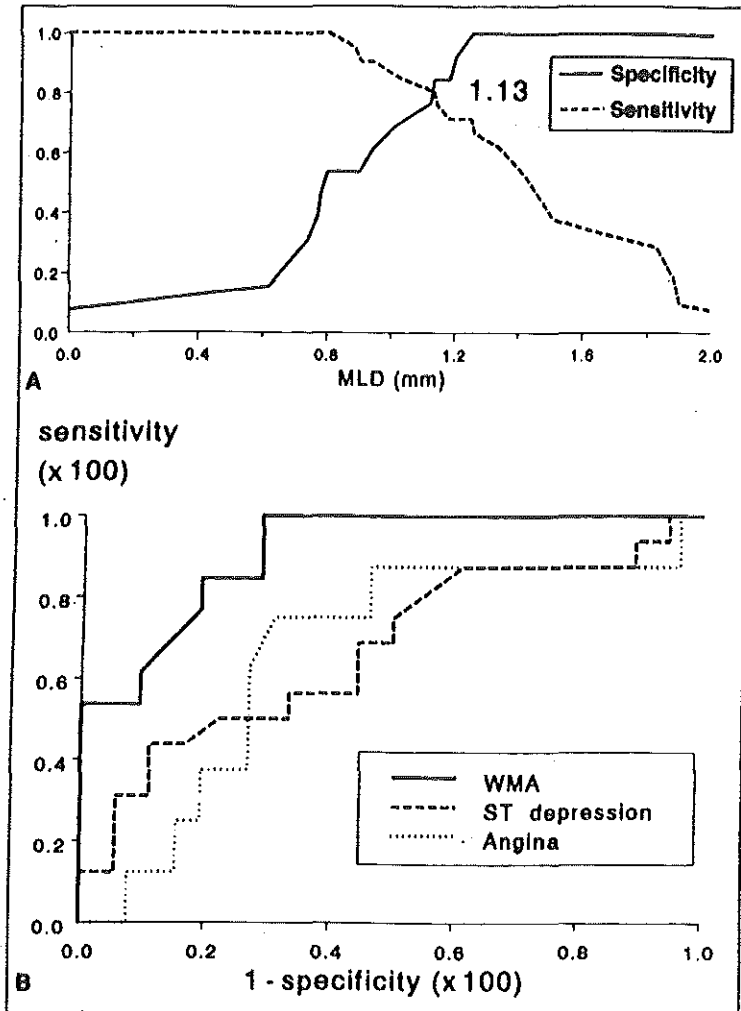 1.0
0.8
0.6
0.4
0.2
0.0
1.13
Specificity
Sensitivity
0.0 0.4 0.8 1.2 1.6 2.0
MLD (mm)
A
sensitivity
(x 100)
1.0
0.8
0.6
0.4
0.2
0.0
WMA
ST depression
Angina
0.0 0.2 0.4 0.6 0.8 1.0
1 - specificity (x 100)
B